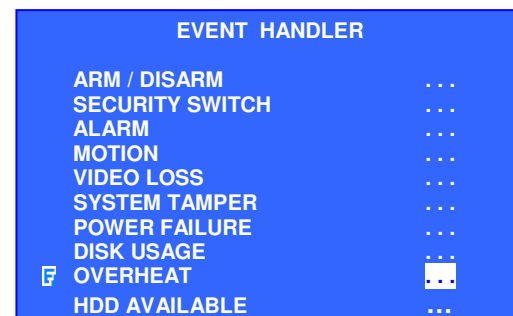 EVENT HANDLER
ARM / DISARM ...
SECURITY SWITCH ...
ALARM ...
MOTION ...
VIDEO LOSS ...
SYSTEM TAMPER ...
POWER FAILURE ...
DISK USAGE ...
F OVERHEAT ...
HDD AVAILABLE ...